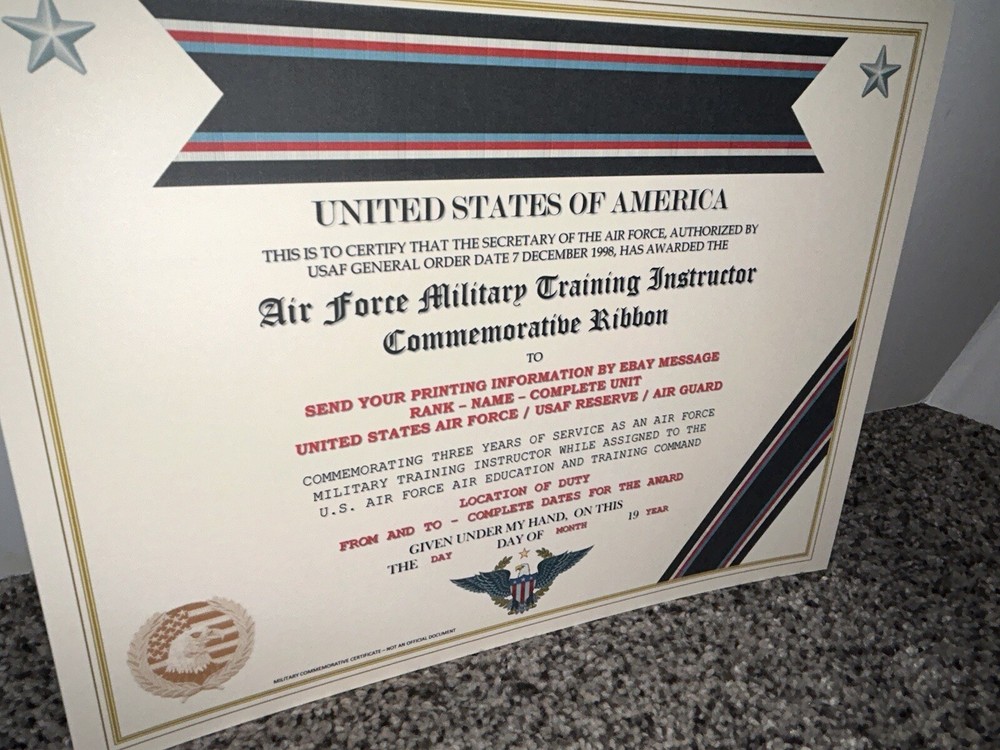 UNITED STATES OF AMERICA
THIS IS TO CERTIFY THAT THE SECRETARY OF THE AIR FORCE, AUTHORIZED BY
USAF GENERAL ORDER DATE 7 DECEMBER 1998, HAS AWARDED THE
Air Force Military Training Instructor
Commemorative Ribbon
TO
SEND YOUR PRINTING INFORMATION BY EBAY MESSAGE
RANK – NAME – COMPLETE UNIT
UNITED STATES AIR FORCE / USAF RESERVE / AIR GUARD
COMMEMORATING THREE YEARS OF SERVICE AS AN AIR FORCE
MILITARY TRAINING INSTRUCTOR WHILE ASSIGNED TO THE
U.S. AIR FORCE AIR EDUCATION AND TRAINING COMMAND
LOCATION OF DUTY
FROM AND TO – COMPLETE DATES FOR THE AWARD
GIVEN UNDER MY HAND, ON THIS
THE DAY DAY OF MONTH 19 YEAR
MILITARY COMMEMORATIVE CERTIFICATE – NOT AN OFFICIAL DOCUMENT